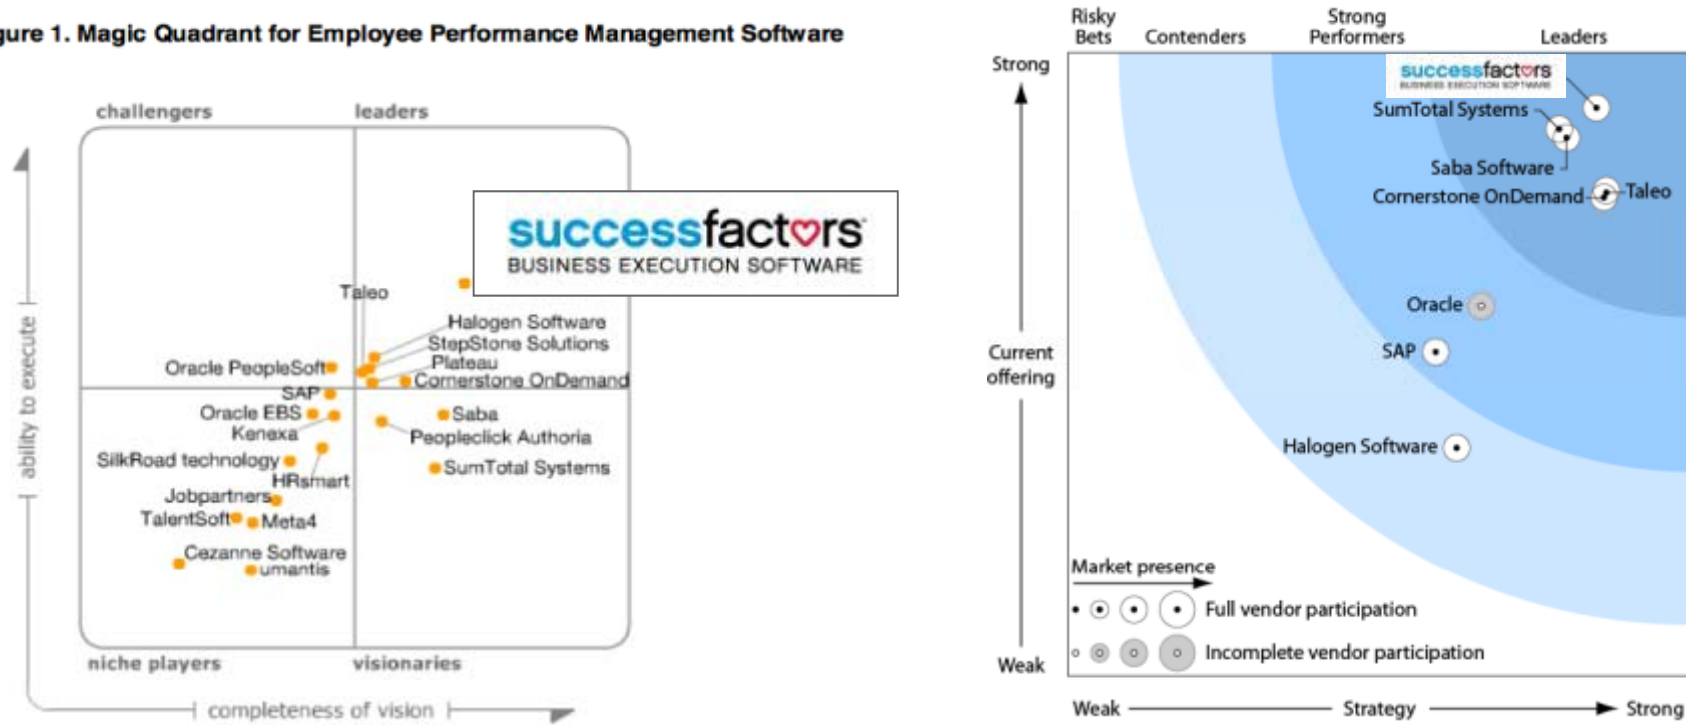 gure 1. Magic Quadrant for Employee Performance Management Software
challengers
leaders
successfactors
BUSINESS EXECUTION SOFTWARE
Taleo
Halogen Software
StepStone Solutions
Plateau
Oracle PeopleSoft
Cornerstone OnDemand
SAP
Oracle EBS
Saba
Kenexa
Peopleclick Authoria
SilkRoad technology
SumTotal Systems
HRsmart
Jobpartners
TalentSoft
Meta4
Cezanne Software
umantis
niche players
visionaries
ability to execute
completeness of vision
Risky
Bets
Contenders
Strong
Performers
Leaders
Strong
successfactors
BUSINESS EXECUTION SOFTWARE
SumTotal Systems
Saba Software
Cornerstone OnDemand
Taleo
Oracle
Current
offering
SAP
Halogen Software
Market presence
Full vendor participation
Incomplete vendor participation
Weak
Weak
Strategy
Strong